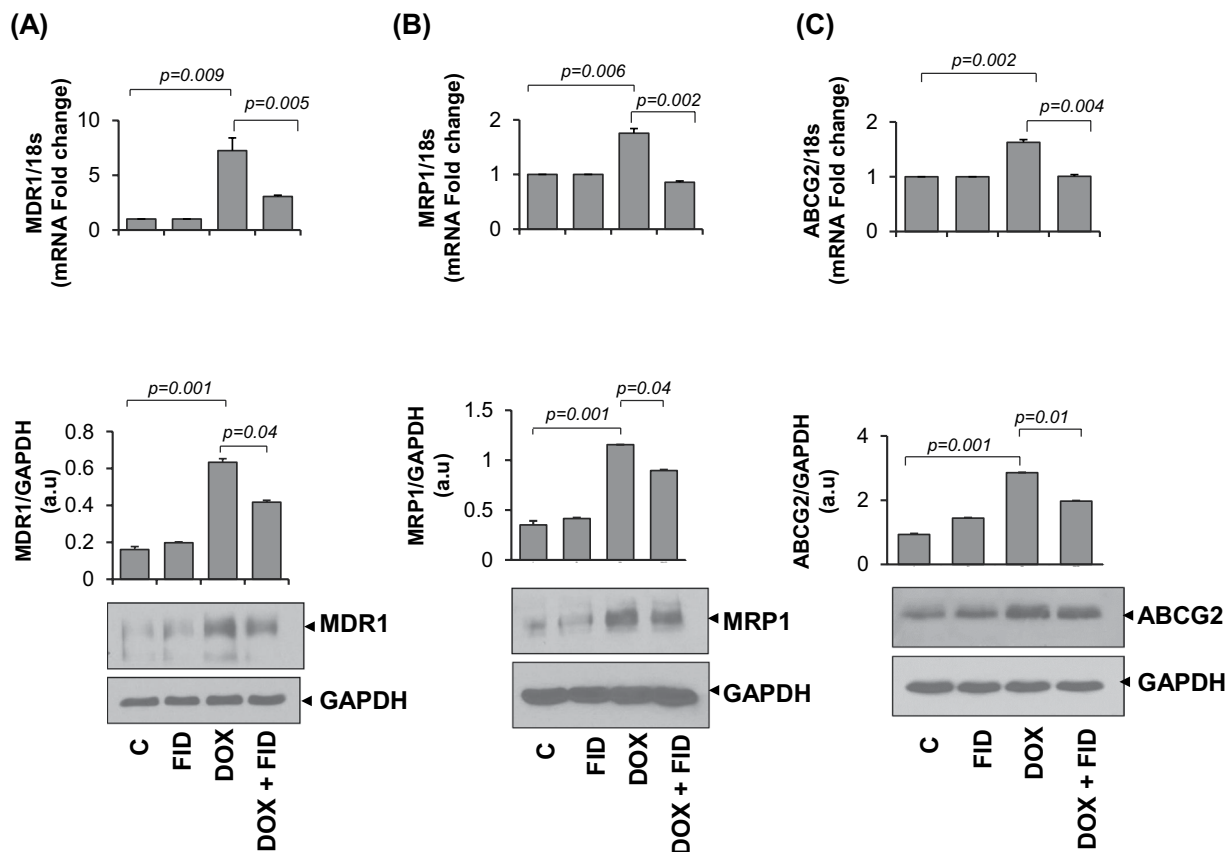 (A)
p=0.009
p=0.005
MDR1/18s
(mRNA Fold change)
10
5
0
p=0.001
p=0.04
MDR1/GAPDH
(a.u)
0.8
0.6
0.4
0.2
0
MDR1
GAPDH
C
FID
DOX
DOX + FID
(B)
p=0.006
p=0.002
MRP1/18s
(mRNA Fold change)
2
1
0
p=0.04
p=0.001
MRP1/GAPDH
(a.u)
1.5
1
0.5
0
MRP1
GAPDH
C
FID
DOX
DOX + FID
(C)
p=0.002
p=0.004
ABCG2/18s
(mRNA Fold change)
2
1
0
p=0.01
p=0.001
ABCG2/GAPDH
(a.u)
4
2
0
ABCG2
GAPDH
C
FID
DOX
DOX + FID